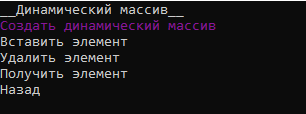 __Динамический массив__
Создать динамический массив
Вставить элемент
Удалить элемент
Получить элемент
Назад